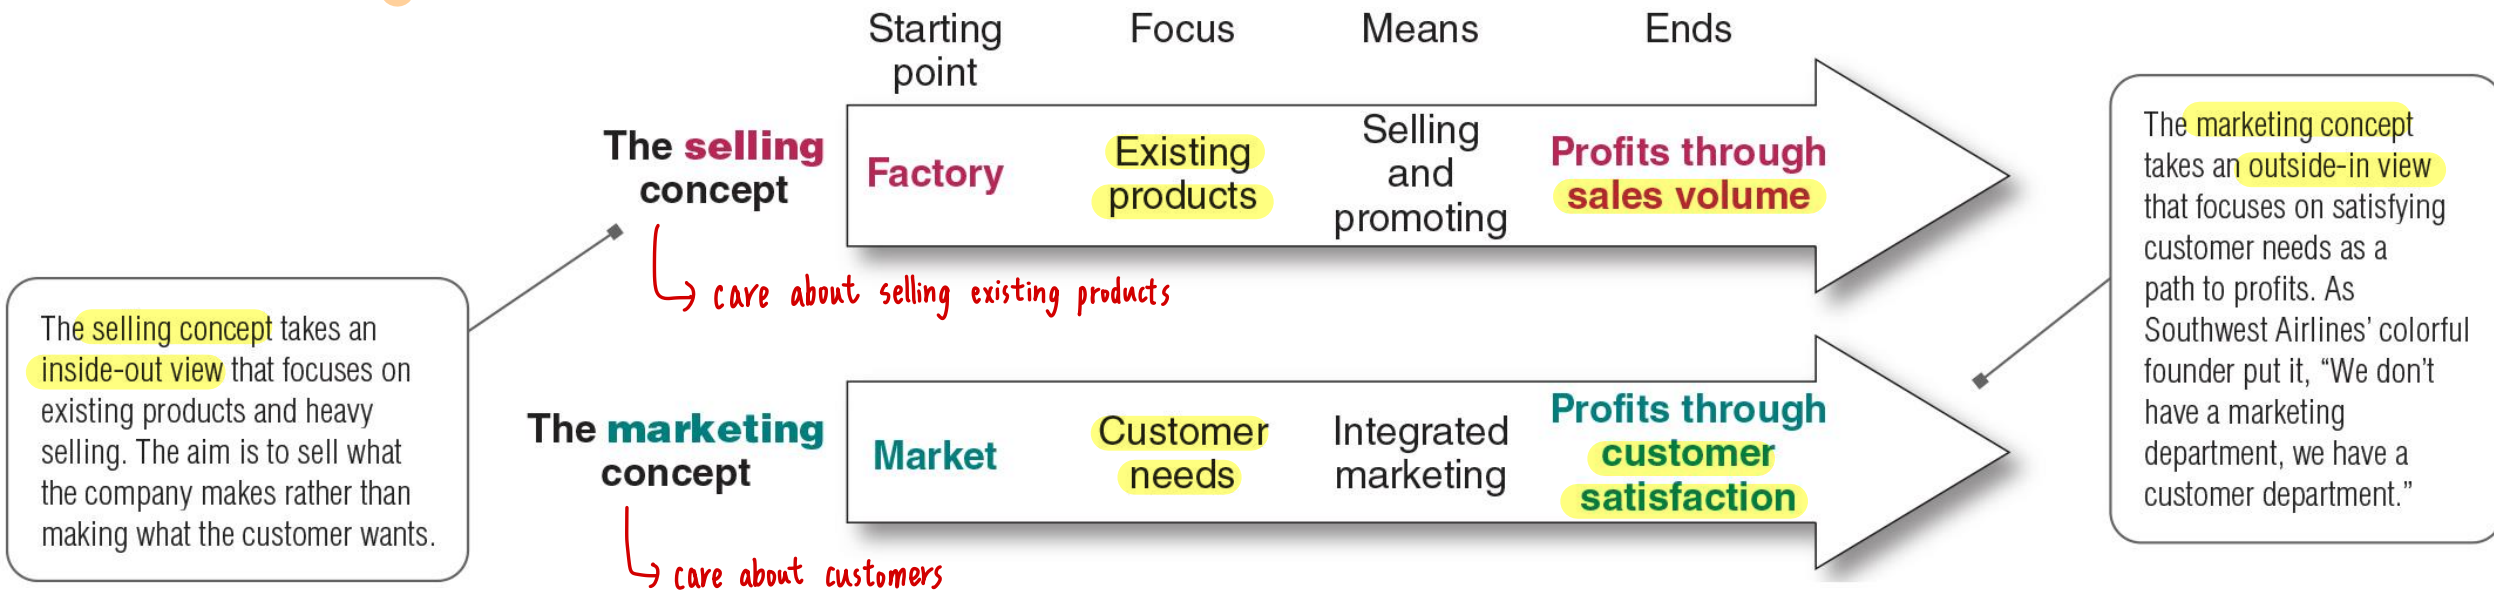 Starting
point
Focus
Means
Ends
The selling
concept
Factory
Existing
products
Selling
and
promoting
Profits through
sales volume
care about selling existing products
The selling concept takes an
inside-out view that focuses on
existing products and heavy
selling. The aim is to sell what
the company makes rather than
making what the customer wants.
The marketing
concept
Market
Customer
needs
Integrated
marketing
Profits through
customer
satisfaction
care about customers
The marketing concept
takes an outside-in view
that focuses on satisfying
customer needs as a
path to profits. As
Southwest Airlines’ colorful
founder put it, “We don’t
have a marketing
department, we have a
customer department.”